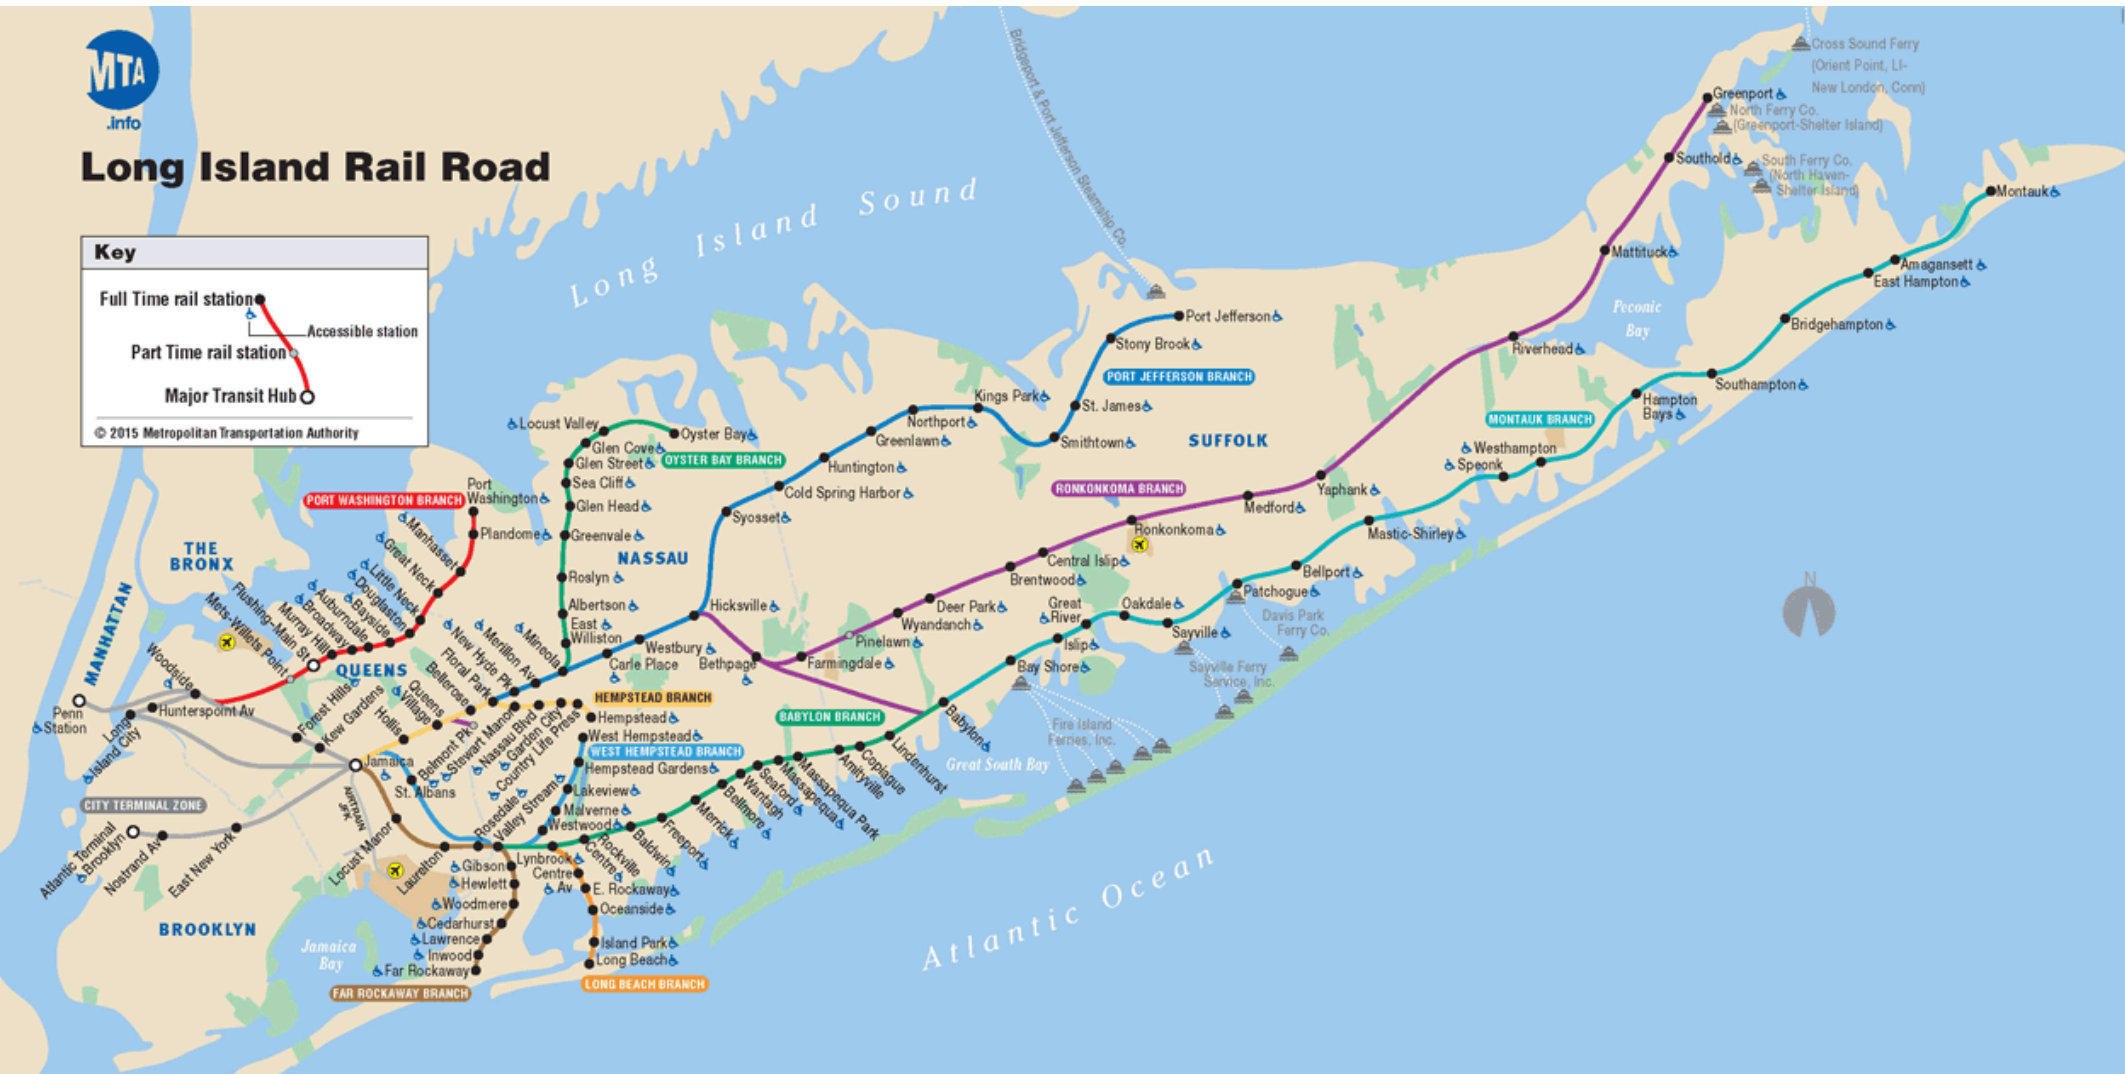 MTA
.info
Long Island Rail Road
Key
Full Time rail station
Accessible station
Part Time rail station
Major Transit Hub
© 2015 Metropolitan Transportation Authority
Long Island Sound
Bridgeport & Port Jefferson Steamship Co.
Cross Sound Ferry
(Orient Point, LI-
New London, Conn)
Greenport
North Ferry Co.
(Greenport-Shelter Island)
Southold
South Ferry Co.
(North Haven-
Shelter Island)
Montauk
Mattituck
Amagansett
East Hampton
Peconic
Bay
Bridgehampton
Riverhead
Southampton
Hampton
Bays
MONTAUK BRANCH
Westhampton
Speonk
Port Jefferson
Stony Brook
PORT JEFFERSON BRANCH
St. James
Smithtown
SUFFOLK
Kings Park
Northport
Greenlawn
Huntington
Cold Spring Harbor
Syosset
RONKONKOMA BRANCH
Yaphank
Medford
Ronkonkoma
Mastic-Shirley
Central Islip
Brentwood
Bellport
Patchogue
Deer Park
Wyandanch
Pinelawn
Farmingdale
Bethpage
Hicksville
Westbury
Carle Place
Great
River
Oakdale
Sayville
Islip
Bay Shore
Davis Park
Ferry Co.
Sayville Ferry
Service, Inc.
Fire Island
Ferries, Inc.
Great South Bay
N
Locust Valley
Oyster Bay
Glen Cove
OYSTER BAY BRANCH
Glen Street
Sea Cliff
Glen Head
Greenvale
NASSAU
Roslyn
Albertson
East
Williston
Port
Washington
PORT WASHINGTON BRANCH
Plandome
Manhasset
Great Neck
Little Neck
Douglaston
Bayside
Auburndale
Broadway
Murray Hill
Flushing-Main St
Mets-Willets Point
THE
BRONX
MANHATTAN
QUEENS
Woodside
Penn
Station
Hunterspoint Av
Long
Island City
Forest Hills
Kew Gardens
Jamaica
Hollis
Queens
Village
Bellerose
Floral Park
New Hyde Pk
Merillon Av
Mineola
HEMPSTEAD BRANCH
Hempstead
Belmont Pk
Stewart Manor
Nassau Blvd
Garden City
Country Life Press
West Hempstead
WEST HEMPSTEAD BRANCH
Hempstead Gardens
Lakeview
Malverne
Westwood
St. Albans
AIRTRAIN
JFK
CITY TERMINAL ZONE
Atlantic Terminal
Brooklyn
Nostrand Av
East New York
BROOKLYN
Locust Manor
Laurelton
Rosedale
Valley Stream
Gibson
Hewlett
Woodmere
Cedarhurst
Lawrence
Inwood
Far Rockaway
FAR ROCKAWAY BRANCH
Jamaica
Bay
Lynbrook
Centre
Av
E. Rockaway
Oceanside
Island Park
Long Beach
LONG BEACH BRANCH
BABYLON BRANCH
Rockville
Centre
Baldwin
Freeport
Merrick
Bellmore
Wantagh
Seaford
Massapequa
Massapequa Park
Amityville
Copiague
Lindenhurst
Babylon
Atlantic Ocean